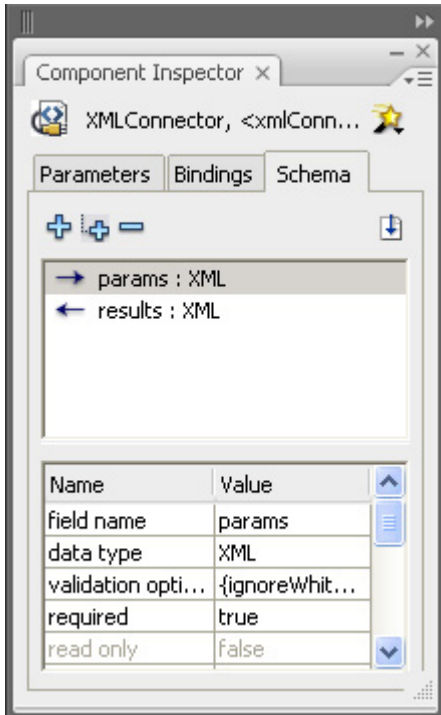 Component Inspector
XMLConnector, <xmlConn...
Parameters Bindings Schema
params : XML
results : XML
Name Value
field name params
data type XML
validation opti... {ignoreWhit...
required true
read only false